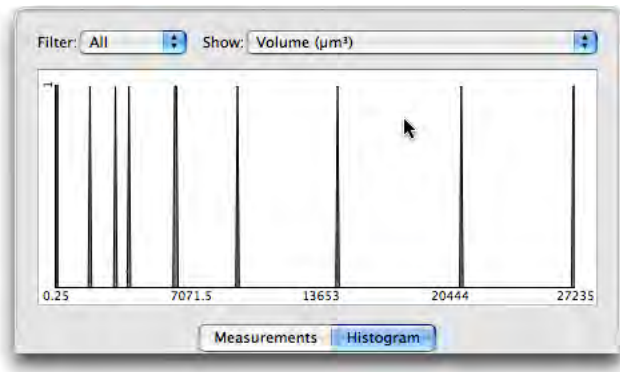 Filter: All Show: Volume (µm³)
1
0.25 7071.5 13653 20444 27235
Measurements Histogram